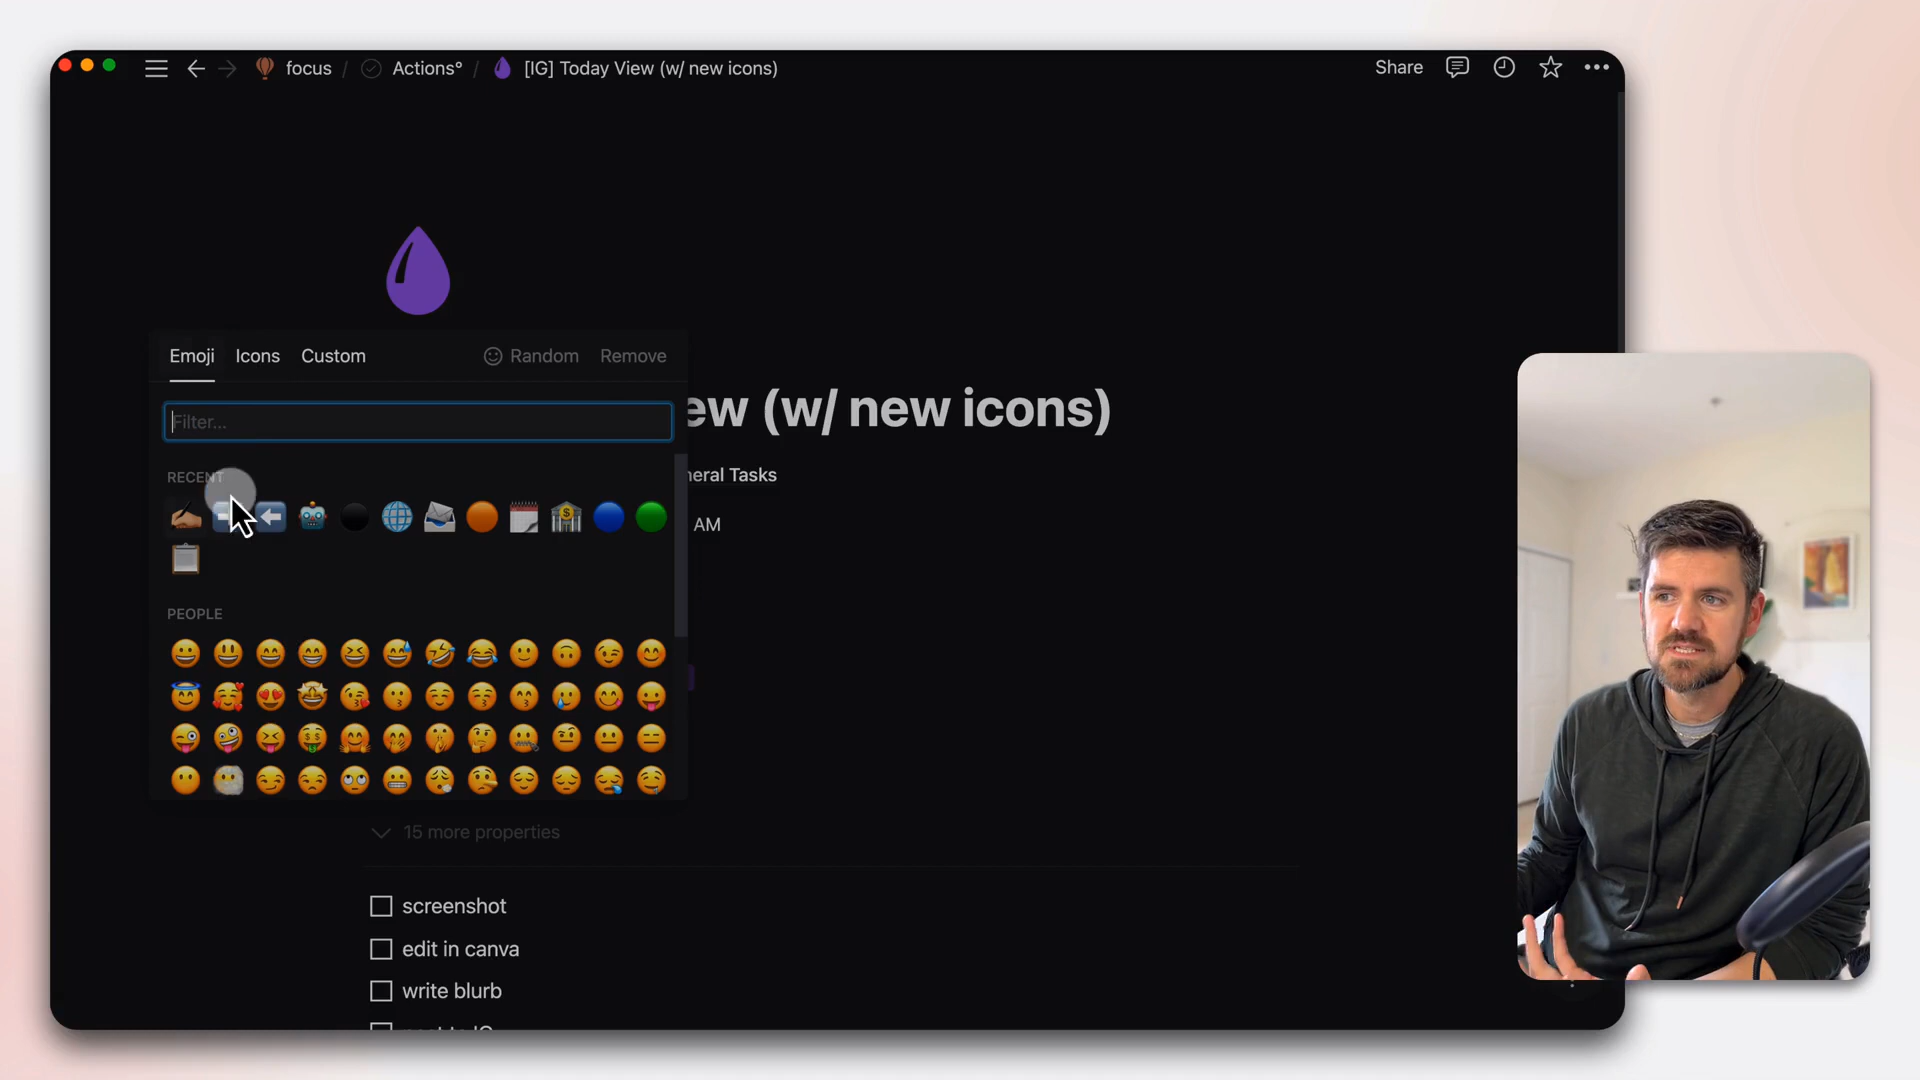 focus / Actions° / [IG] Today View (w/ new icons)
Share
Emoji Icons Custom Random Remove
ew (w/ new icons)
Filter...
neral Tasks
RECENT
AM
PEOPLE
15 more properties
screenshot
edit in canva
write blurb